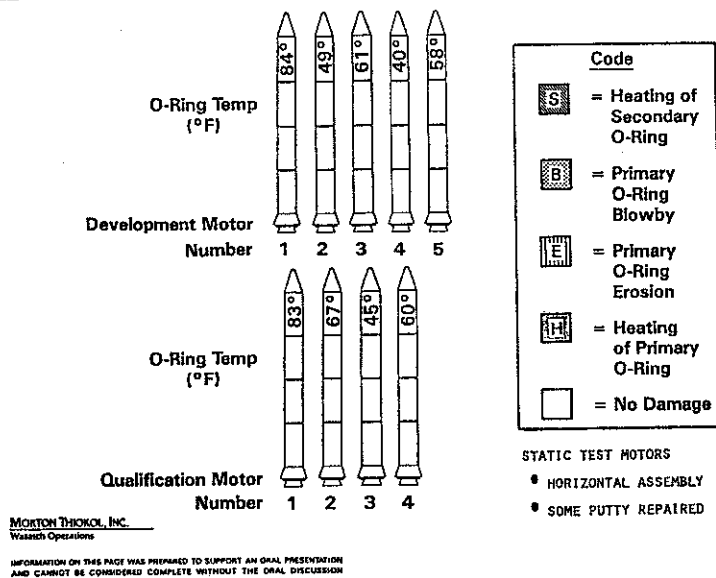 84° 49° 61° 40° 58°
O-Ring Temp
(°F)
Development Motor
Number 1 2 3 4 5
83° 67° 45° 60°
O-Ring Temp
(°F)
Qualification Motor
Number 1 2 3 4
MORTON THIOKOL, INC.
Wasatch Operations
INFORMATION ON THIS PAGE WAS PREPARED TO SUPPORT AN ORAL PRESENTATION
AND CANNOT BE CONSIDERED COMPLETE WITHOUT THE ORAL DISCUSSION
Code
S = Heating of
Secondary
O-Ring
B = Primary
O-Ring
Blowby
E = Primary
O-Ring
Erosion
H = Heating
of Primary
O-Ring
= No Damage
STATIC TEST MOTORS
• HORIZONTAL ASSEMBLY
• SOME PUTTY REPAIRED